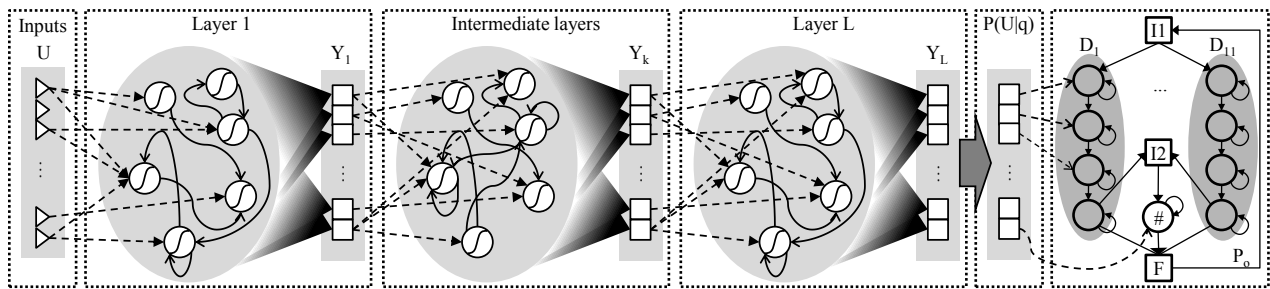 Inputs
U
Layer 1
Y1
Intermediate layers
Yk
Layer L
YL
P(U|q)
I1
D1
D11
...
I2
#
F
Po